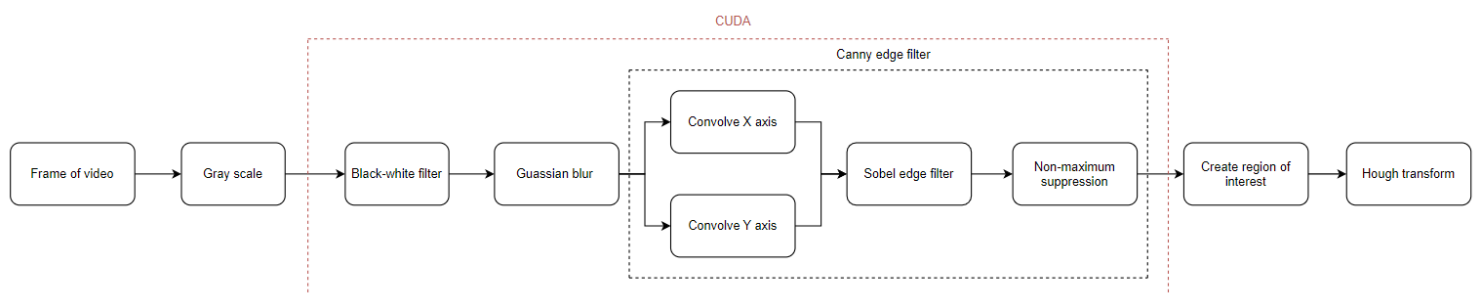 CUDA
Canny edge filter
Frame of video
Gray scale
Black-white filter
Guassian blur
Convolve X axis
Convolve Y axis
Sobel edge filter
Non-maximum
suppression
Create region of
interest
Hough transform